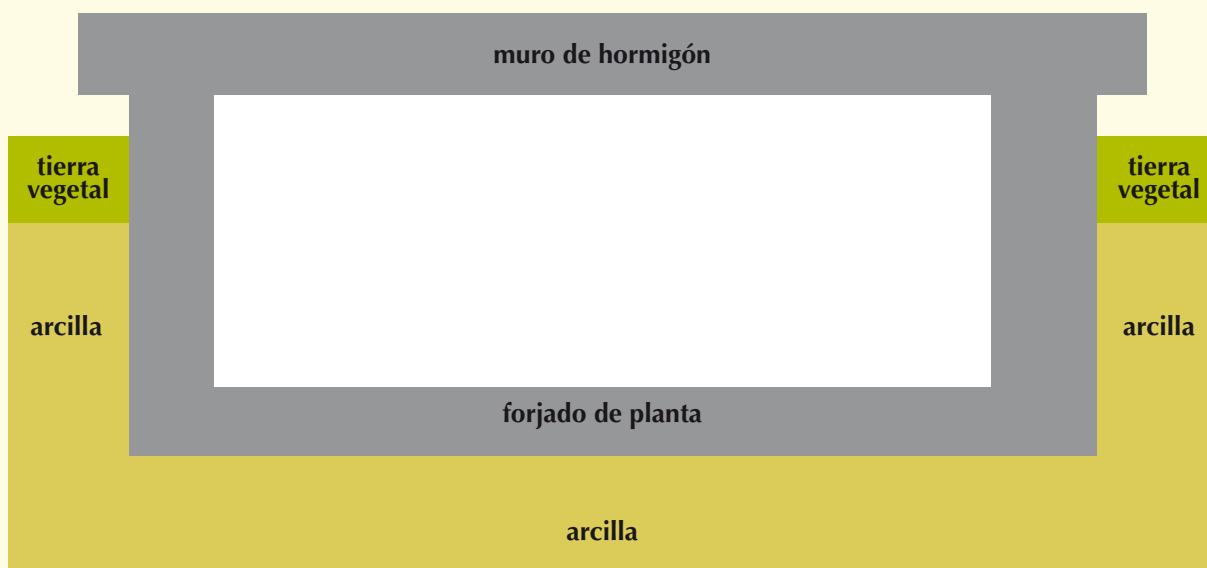 muro de hormigón
tierra
vegetal
tierra
vegetal
arcilla
arcilla
forjado de planta
arcilla